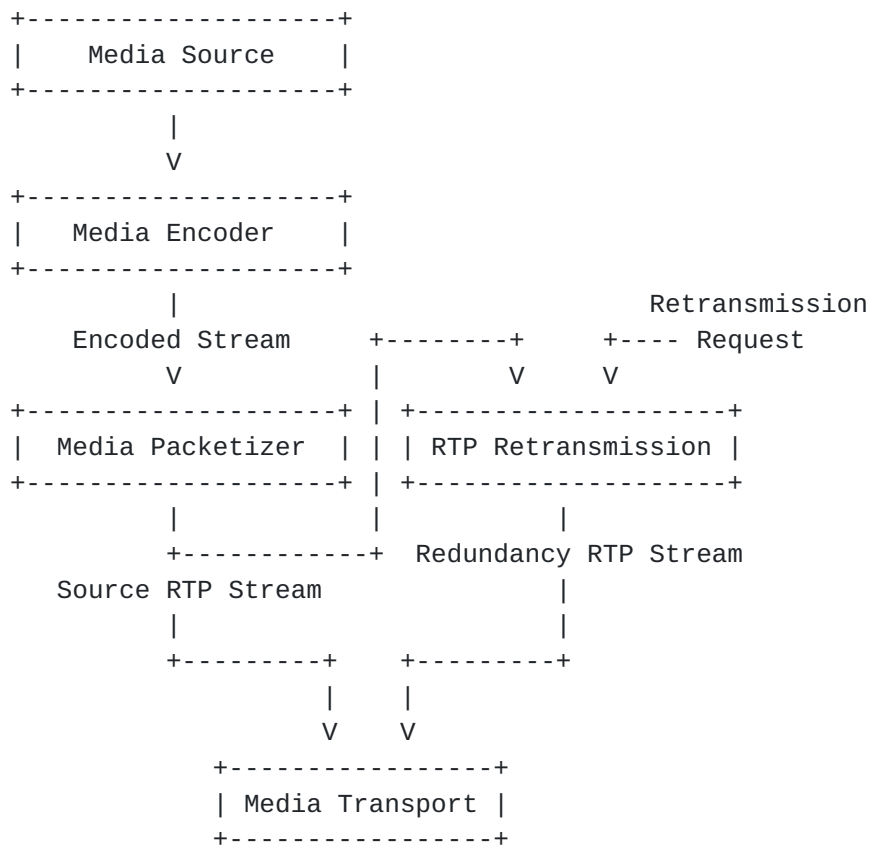 Media Source
Media Encoder
Retransmission
Encoded Stream
Request
Media Packetizer
RTP Retransmission
Redundancy RTP Stream
Source RTP Stream
Media Transport